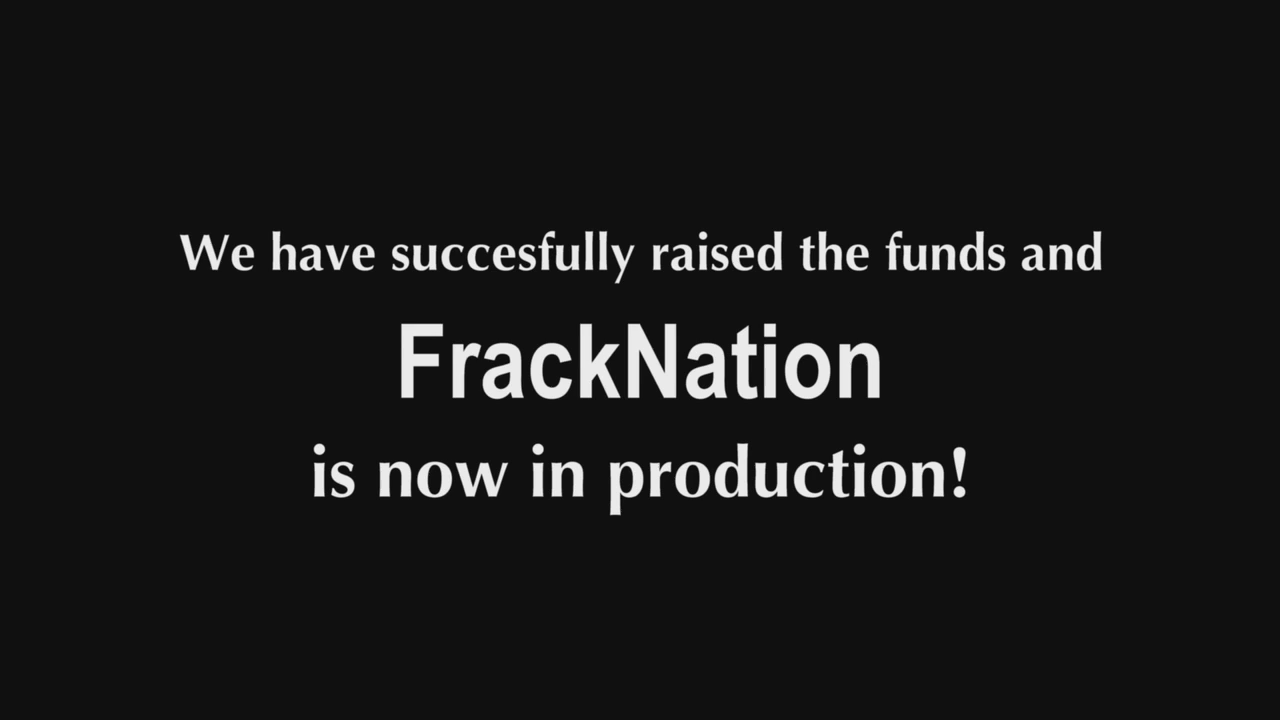 We have succesfully raised the funds and
FrackNation
is now in production!